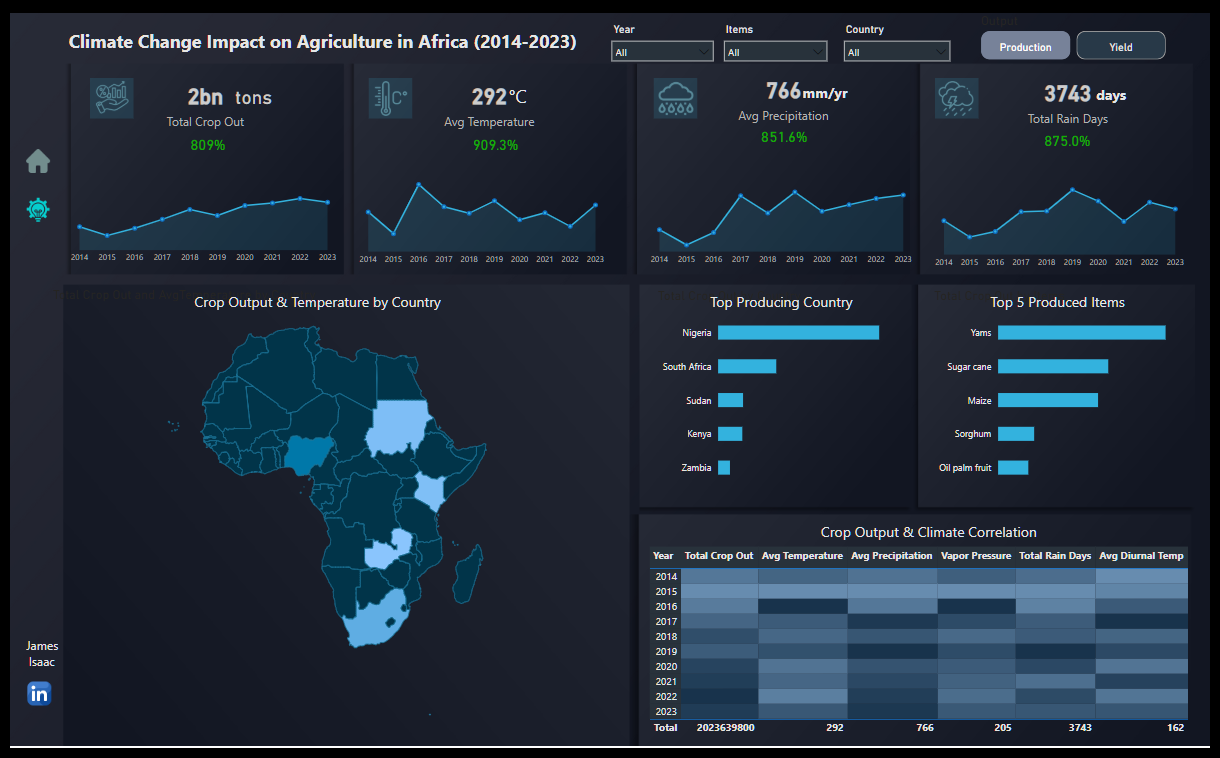 Climate Change Impact on Agriculture in Africa (2014-2023)
Year
All
Items
All
Country
All
Output
Production
Yield
2bn tons
Total Crop Out
809%
2014 2015 2016 2017 2018 2019 2020 2021 2022 2023
C°
292°C
Avg Temperature
909.3%
2014 2015 2016 2017 2018 2019 2020 2021 2022 2023
766mm/yr
Avg Precipitation
851.6%
2014 2015 2016 2017 2018 2019 2020 2021 2022 2023
3743 days
Total Rain Days
875.0%
2014 2015 2016 2017 2018 2019 2020 2021 2022 2023
Crop Output & Temperature by Country
Top Producing Country
Nigeria
South Africa
Sudan
Kenya
Zambia
Top 5 Produced Items
Yams
Sugar cane
Maize
Sorghum
Oil palm fruit
Crop Output & Climate Correlation
Year Total Crop Out Avg Temperature Avg Precipitation Vapor Pressure Total Rain Days Avg Diurnal Temp
2014
2015
2016
2017
2018
2019
2020
2021
2022
2023
Total 2023639800 292 766 205 3743 162
James
Isaac
in